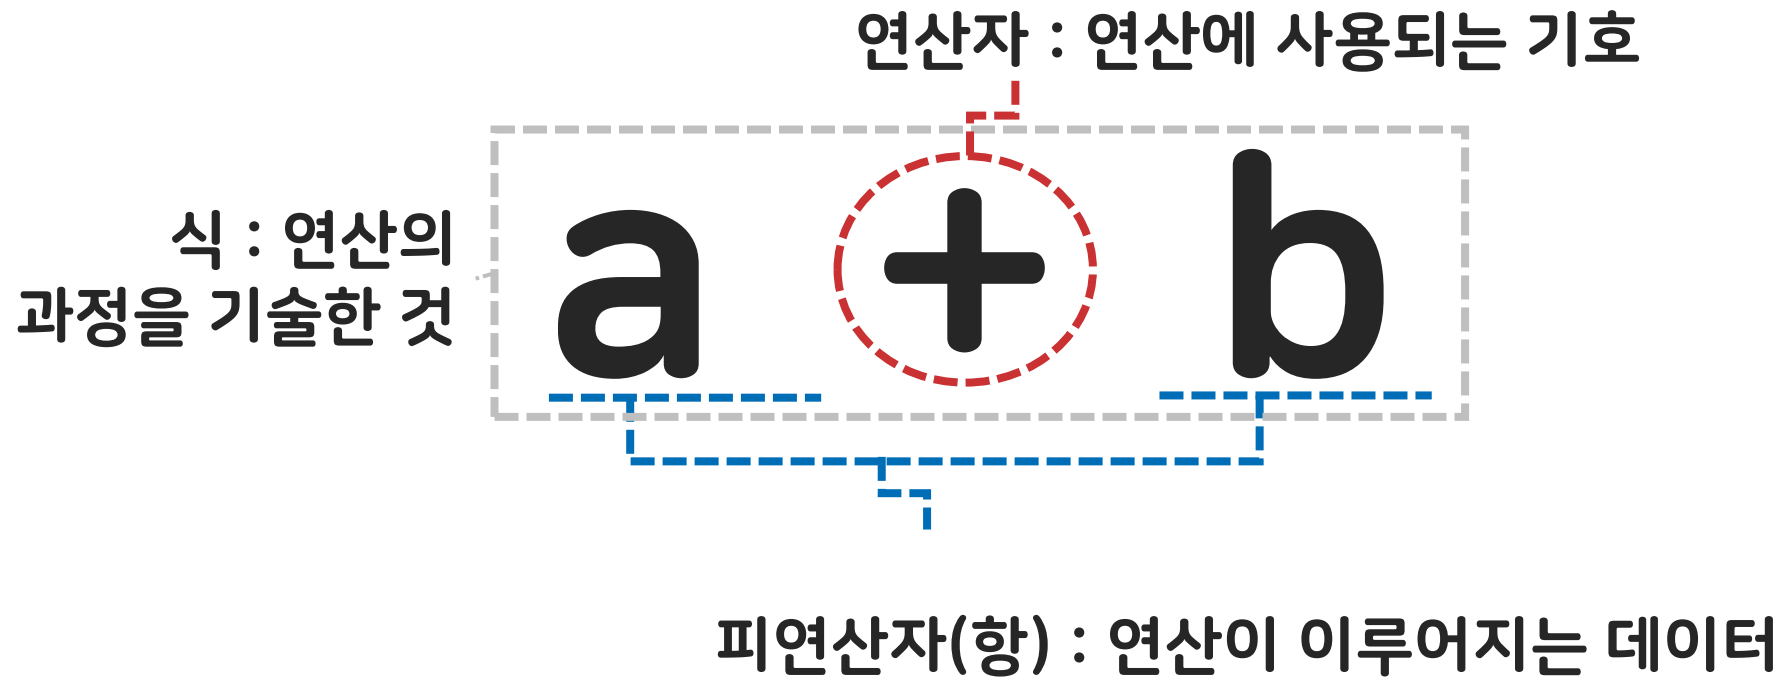 연산자 : 연산에 사용되는 기호
식 : 연산의
과정을 기술한 것
a + b
피연산자(항) : 연산이 이루어지는 데이터